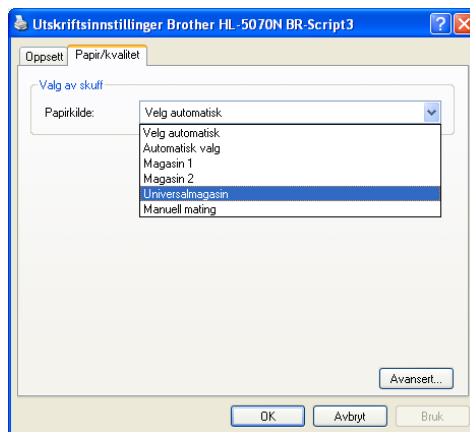 Utskriftsinnstillinger Brother HL-5070N BR-Script3
Oppsett Papir/kvalitet
Valg av skuff
Papirkilde: Velg automatisk
Velg automatisk
Automatisk valg
Magasin 1
Magasin 2
Universalmagasin
Manuell mating
Avansert...
OK Avbryt Bruk